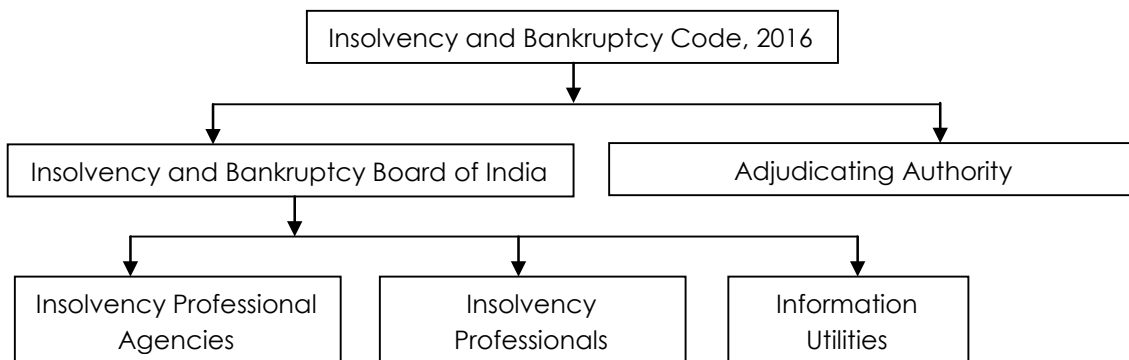 Insolvency and Bankruptcy Code, 2016
Insolvency and Bankruptcy Board of India
Adjudicating Authority
Insolvency Professional
Agencies
Insolvency
Professionals
Information
Utilities